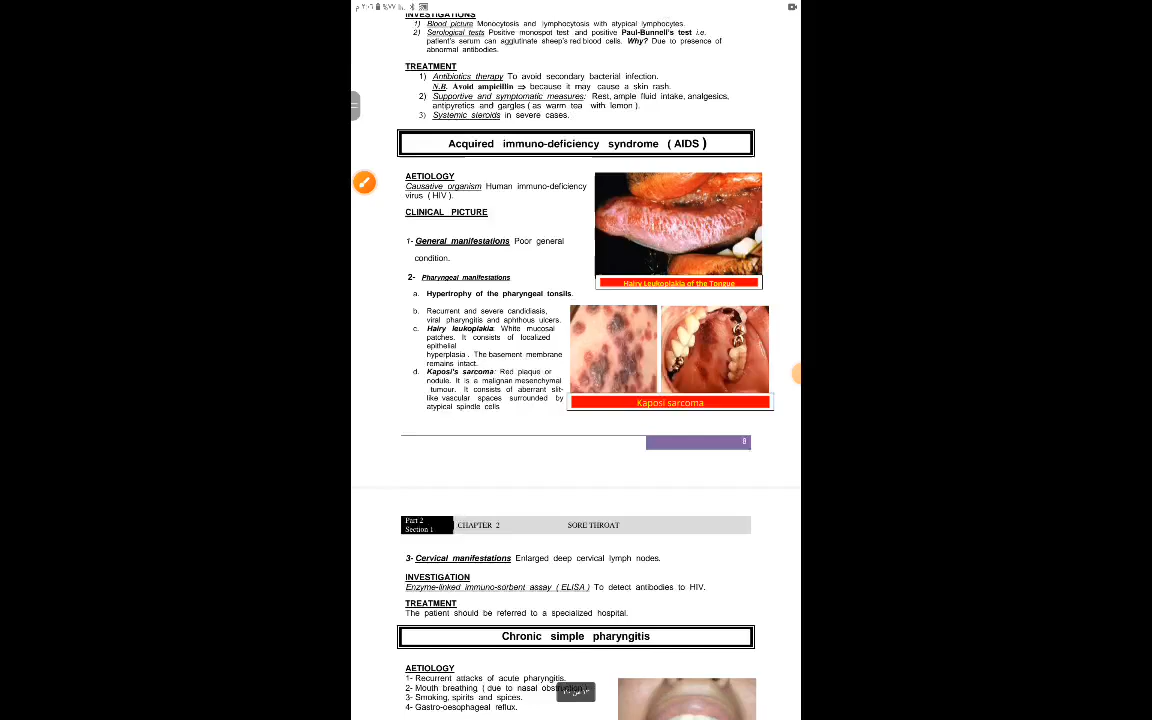 م ٢:٠٦ ٪٧٧
INVESTIGATIONS
1) Blood picture Monocytosis and lymphocytosis with atypical lymphocytes.
2) Serological tests Positive monospot test and positive Paul-Bunnell's test i.e.
patient's serum can agglutinate sheep's red blood cells. Why? Due to presence of
abnormal antibodies.
TREATMENT
1) Antibiotics therapy To avoid secondary bacterial infection.
N.B. Avoid ampicillin ⇒ because it may cause a skin rash.
2) Supportive and symptomatic measures: Rest, ample fluid intake, analgesics,
antipyretics and gargles ( as warm tea with lemon ).
3) Systemic steroids in severe cases.
Acquired immuno-deficiency syndrome ( AIDS )
AETIOLOGY
Causative organism Human immuno-deficiency
virus ( HIV ).
CLINICAL PICTURE
1- General manifestations Poor general
condition.
2- Pharyngeal manifestations
a. Hypertrophy of the pharyngeal tonsils.
b. Recurrent and severe candidiasis,
viral pharyngitis and aphthous ulcers.
c. Hairy leukoplakia: White mucosal
patches. It consists of localized
epithelial
hyperplasia . The basement membrane
remains intact.
d. Kaposi's sarcoma: Red plaque or
nodule. It is a malignan mesenchymal
tumour. It consists of aberrant slit-
like vascular spaces surrounded by
atypical spindle cells
Hairy Leukoplakia of the Tongue
Kaposi sarcoma
8
Part 2
Section 1
CHAPTER 2 SORE THROAT
3- Cervical manifestations Enlarged deep cervical lymph nodes.
INVESTIGATION
Enzyme-linked immuno-sorbent assay ( ELISA ) To detect antibodies to HIV.
TREATMENT
The patient should be referred to a specialized hospital.
Chronic simple pharyngitis
AETIOLOGY
1- Recurrent attacks of acute pharyngitis.
2- Mouth breathing ( due to nasal
3- Smoking, spirits and spices.
4- Gastro-oesophageal reflux.